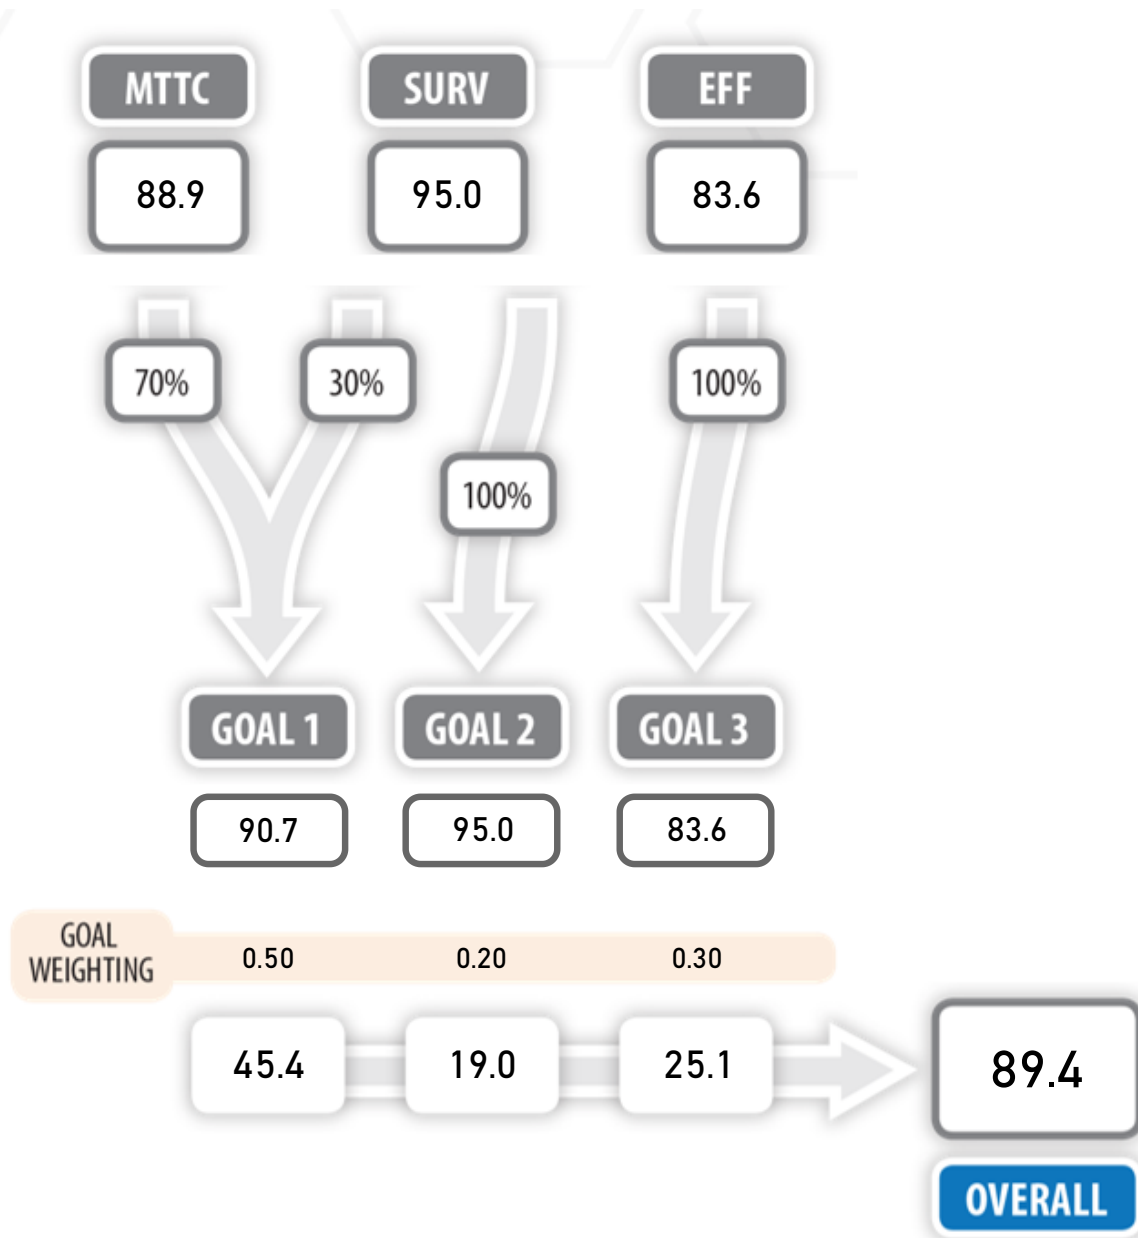 MTTC SURV EFF
88.9 95.0 83.6
70% 30% 100%
100%
GOAL 1 GOAL 2 GOAL 3
90.7 95.0 83.6
GOAL
WEIGHTING 0.50 0.20 0.30
45.4 19.0 25.1 89.4
OVERALL